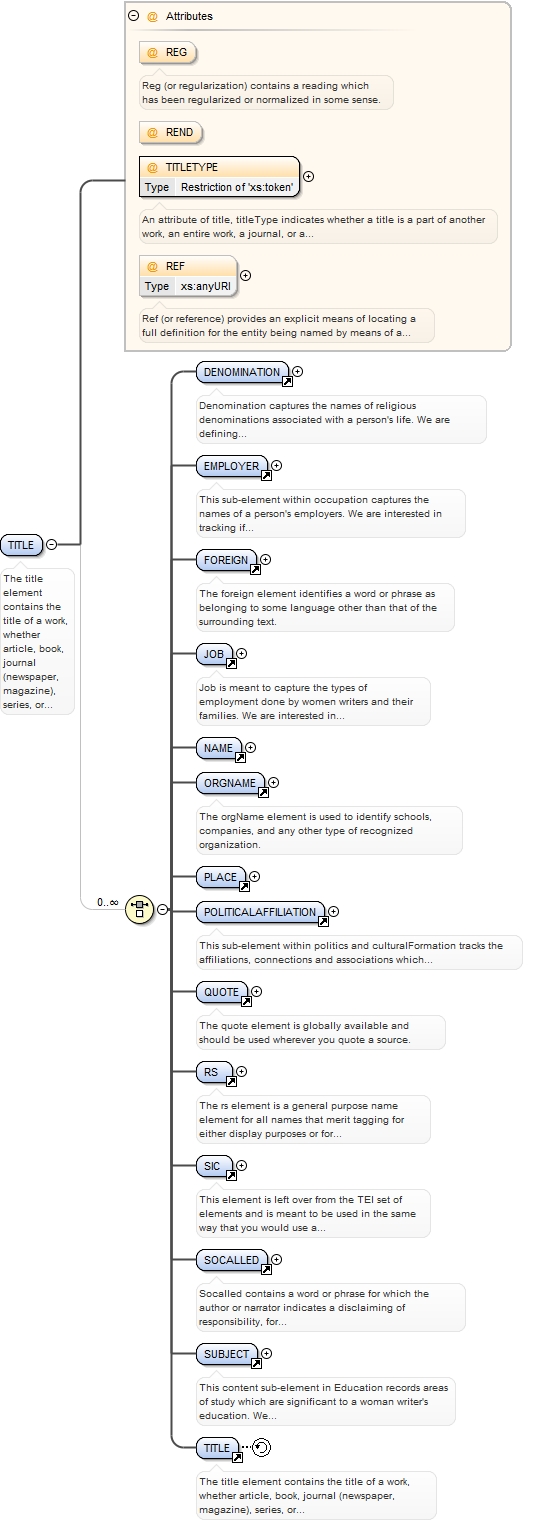 @ Attributes
@ REG
Reg (or regularization) contains a reading which
has been regularized or normalized in some sense.
@ REND
@ TITLETYPE
Type Restriction of 'xs:token'
An attribute of title, titleType indicates whether a title is a part of another
work, an entire work, a journal, or a...
@ REF
Type xs:anyURI
Ref (or reference) provides an explicit means of locating a
full definition for the entity being named by means of a...
DENOMINATION
Denomination captures the names of religious
denominations associated with a person's life. We are
defining...
EMPLOYER
This sub-element within occupation captures the
names of a person's employers. We are interested in
tracking if...
TITLE
The title
element
contains the
title of a work,
whether
article, book,
journal
(newspaper,
magazine),
series, or...
FOREIGN
The foreign element identifies a word or phrase as
belonging to some language other than that of the
surrounding text.
JOB
Job is meant to capture the types of
employment done by women writers and their
families. We are interested in...
NAME
ORGNAME
The orgName element is used to identify schools,
companies, and any other type of recognized
organization.
PLACE
0..∞
POLITICALAFFILIATION
This sub-element within politics and culturalFormation tracks the
affiliations, connections and associations which...
QUOTE
The quote element is globally available and
should be used wherever you quote a source.
RS
The rs element is a general purpose name
element for all names that merit tagging for
either display purposes or for...
SIC
This element is left over from the TEI set of
elements and is meant to be used in the same
way that you would use a...
SOCALLED
Socalled contains a word or phrase for which the
author or narrator indicates a disclaiming of
responsibility, for...
SUBJECT
This content sub-element in Education records areas
of study which are significant to a woman writer's
education. We...
TITLE
The title element contains the title of a work,
whether article, book, journal (newspaper,
magazine), series, or...